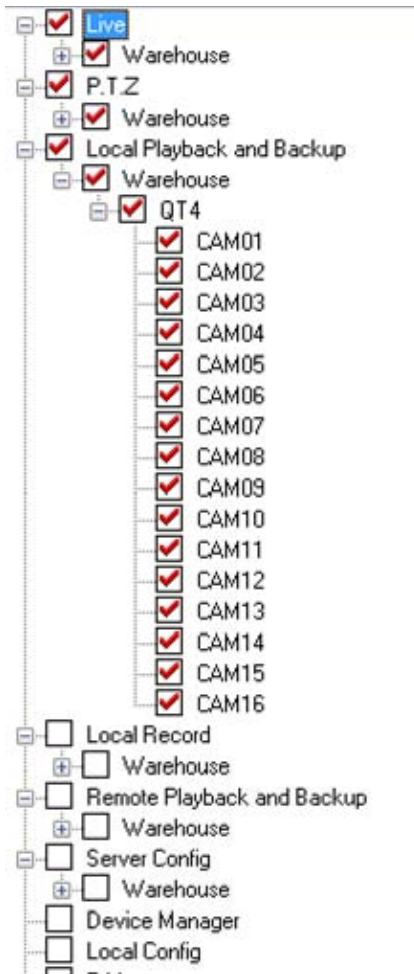 Live
Warehouse
P.T.Z
Warehouse
Local Playback and Backup
Warehouse
QT4
CAM01
CAM02
CAM03
CAM04
CAM05
CAM06
CAM07
CAM08
CAM09
CAM10
CAM11
CAM12
CAM13
CAM14
CAM15
CAM16
Local Record
Warehouse
Remote Playback and Backup
Warehouse
Server Config
Warehouse
Device Manager
Local Config